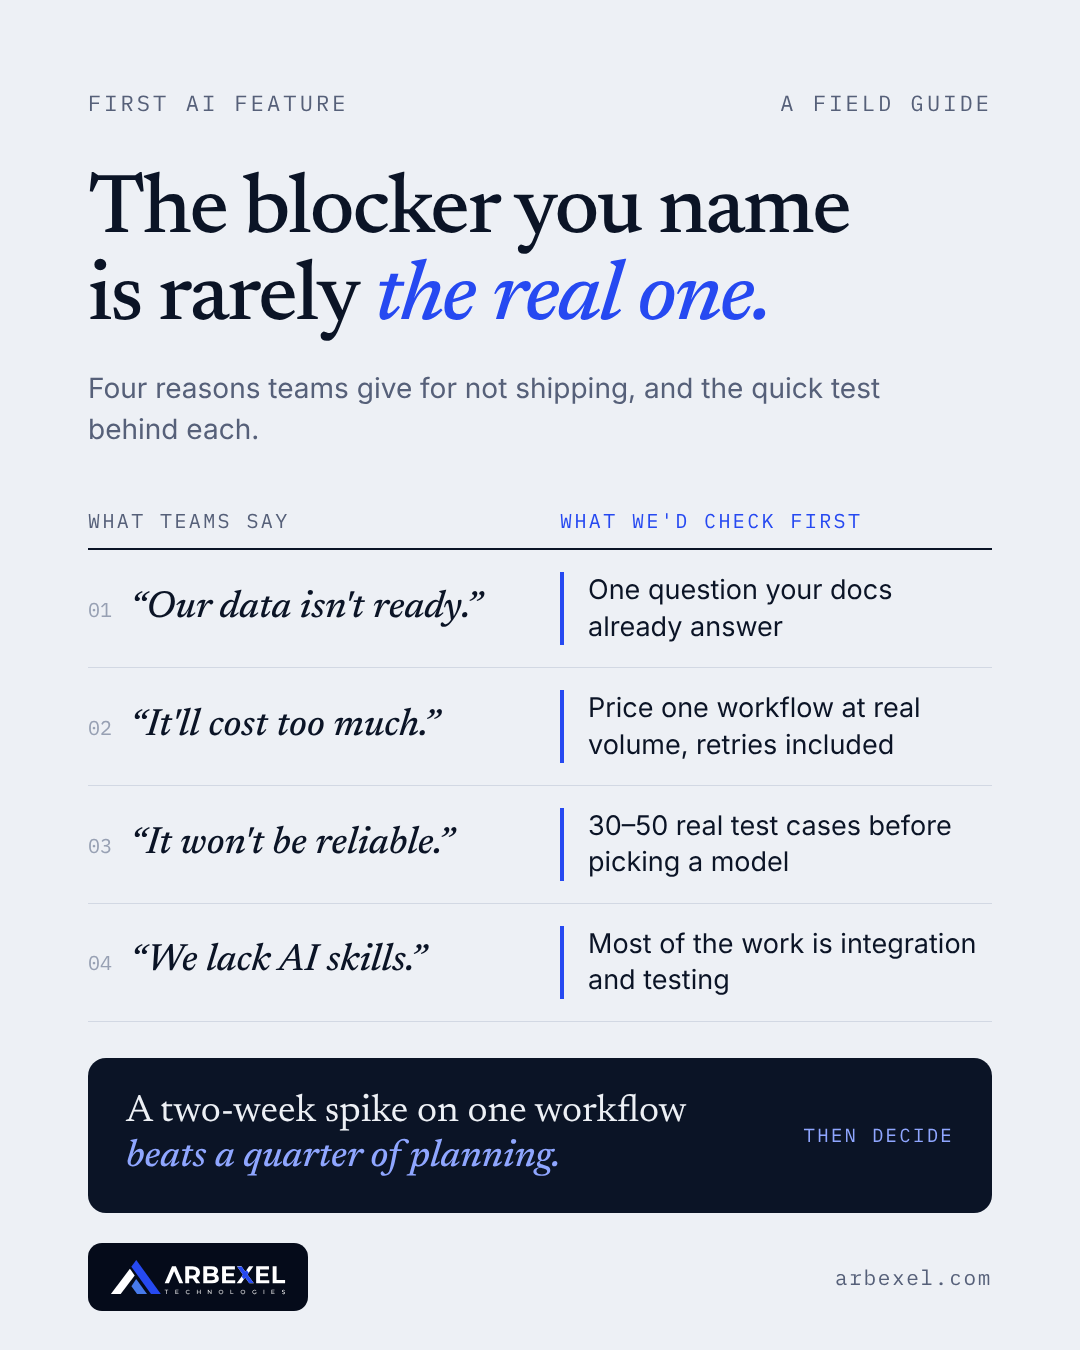 FIRST AI FEATURE
A FIELD GUIDE
The blocker you name
is rarely the real one.
Four reasons teams give for not shipping, and the quick test
behind each.
WHAT TEAMS SAY
WHAT WE'D CHECK FIRST
01 “Our data isn't ready.”
One question your docs
already answer
02 “It'll cost too much.”
Price one workflow at real
volume, retries included
03 “It won't be reliable.”
30–50 real test cases before
picking a model
04 “We lack AI skills.”
Most of the work is integration
and testing
A two-week spike on one workflow
beats a quarter of planning.
THEN DECIDE
ARBEXEL
TECHNOLOGIES
arbexel.com